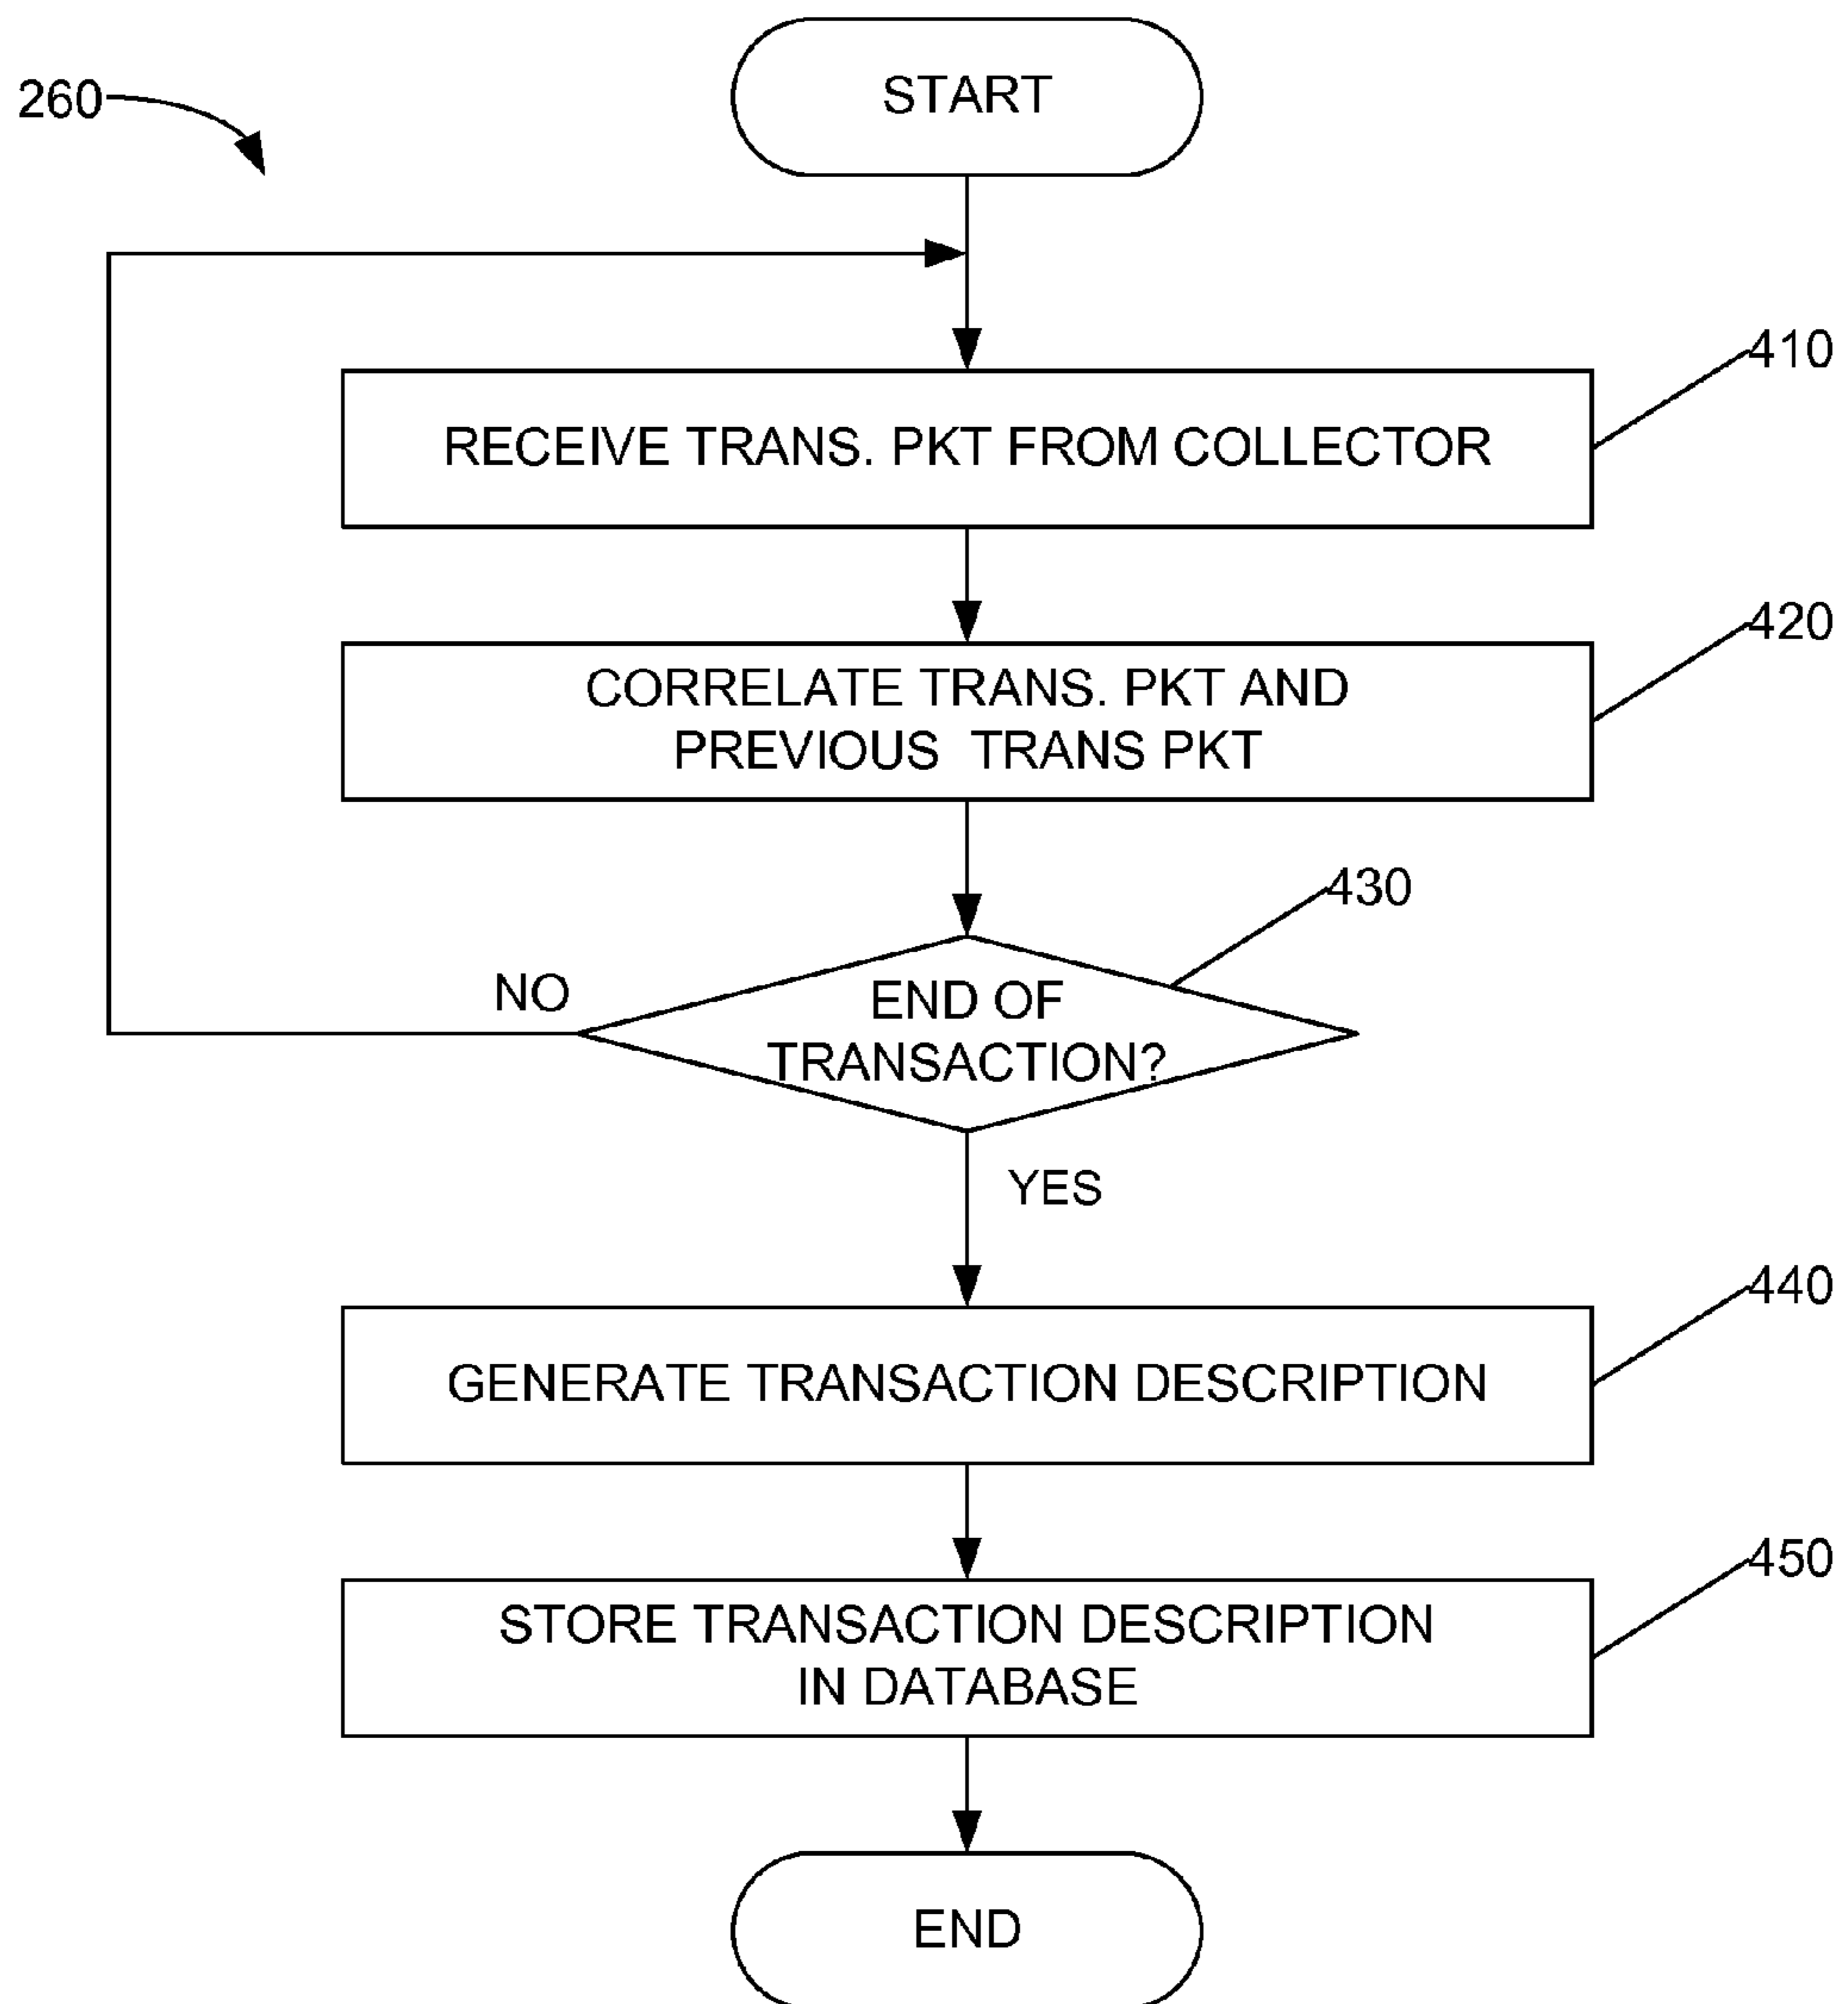 START
260
410
RECEIVE TRANS. PKT FROM COLLECTOR
420
CORRELATE TRANS. PKT AND
PREVIOUS TRANS PKT
430
NO
END OF
TRANSACTION?
YES
440
GENERATE TRANSACTION DESCRIPTION
450
STORE TRANSACTION DESCRIPTION
IN DATABASE
END